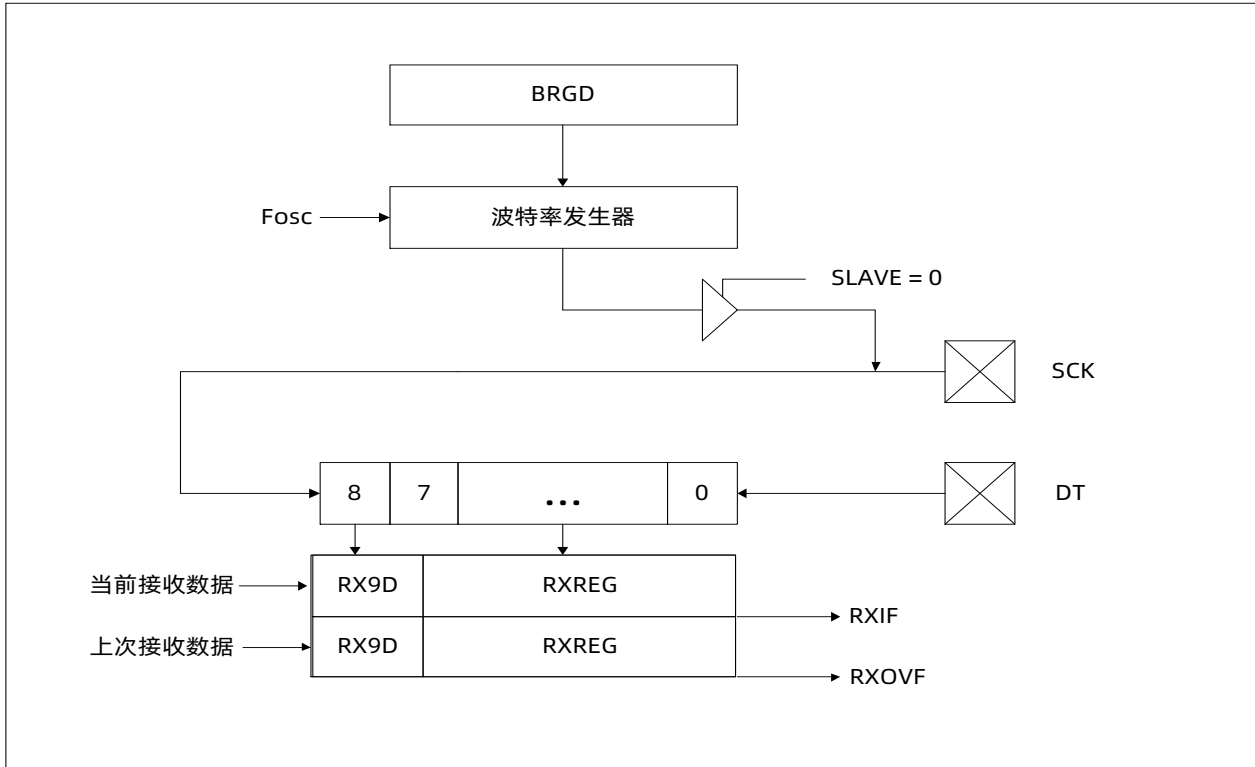 BRGD
Fosc
波特率发生器
SLAVE = 0
SCK
8 7 ... 0
DT
当前接收数据 RX9D RXREG
RXIF
上次接收数据 RX9D RXREG
RXOVF